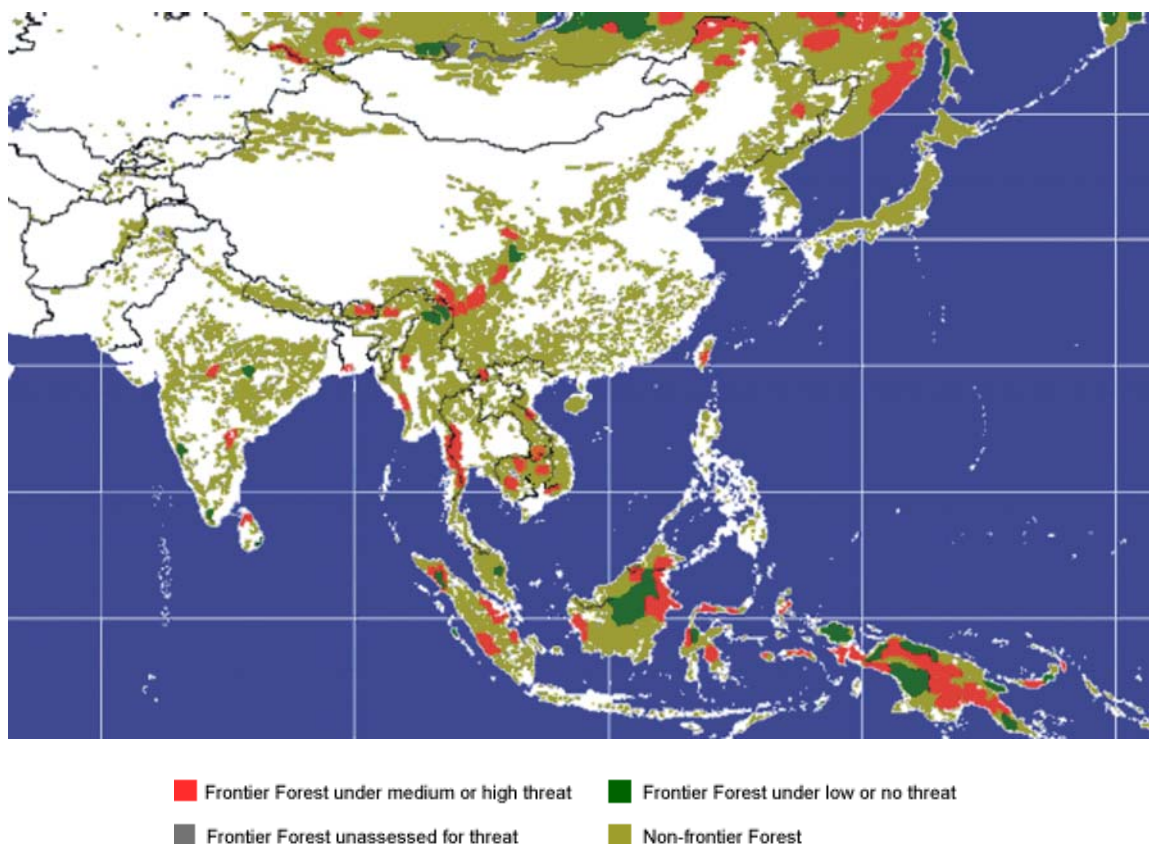 Frontier Forest under medium or high threat
Frontier Forest under low or no threat
Frontier Forest unassessed for threat
Non-frontier Forest